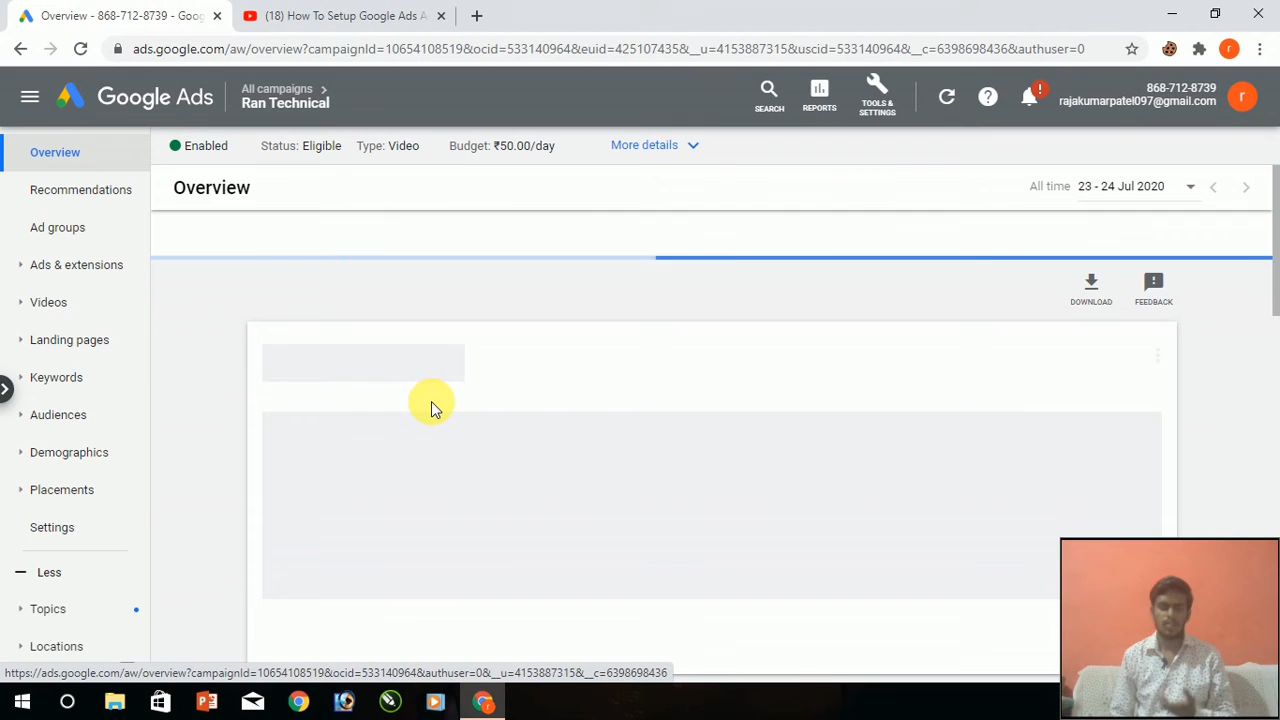 Overview - 868-712-8739 - Goog
(18) How To Setup Google Ads A
ads.google.com/aw/overview?campaignId=10654108519&ocid=533140964&euid=4251074435&__u=4153887315&uscid=533140964&__c=6398698436&authuser=0
Google Ads
All campaigns
Ran Technical
SEARCH
REPORTS
TOOLS & SETTINGS
868-712-8739
rajakumarpatel097@gmail.com
r
Enabled Status: Eligible Type: Video Budget: ₹50.00/day More details
Overview
All time 23 - 24 Jul 2020
DOWNLOAD
FEEDBACK
Overview
Recommendations
Ad groups
Ads & extensions
Videos
Landing pages
Keywords
Audiences
Demographics
Placements
Settings
Less
Topics
Locations
https://ads.google.com/aw/overview?campaignId=10654108519&ocid=533140964&authuser=0&__u=4153887315&__c=6398698436